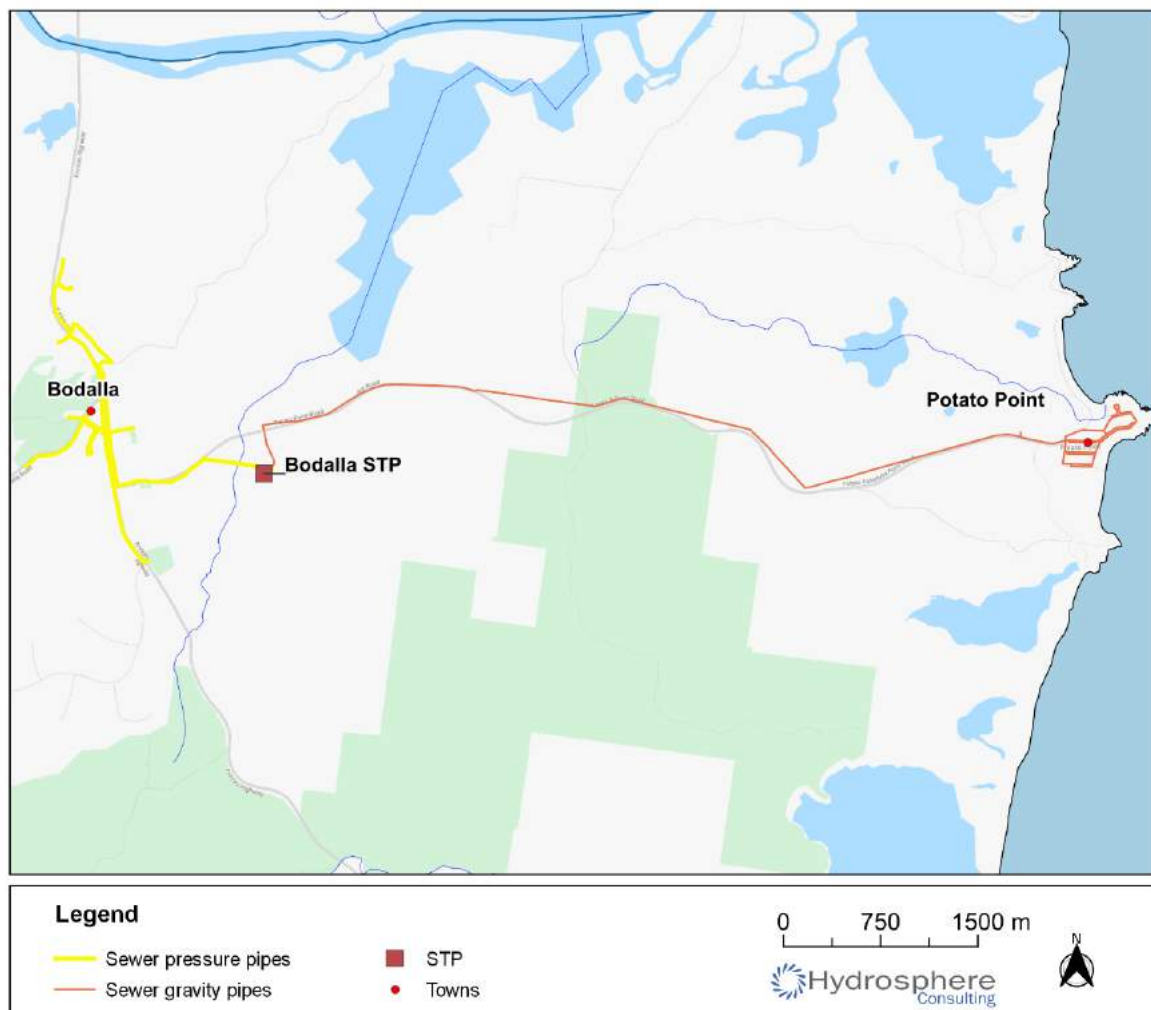 Bodalla
Potato Point
Bodalla STP
Legend
Sewer pressure pipes
Sewer gravity pipes
STP
Towns
0 750 1500 m
N
Hydrosphere
Consulting